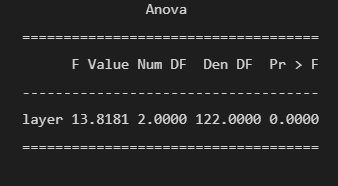 Anova
====================================
F Value Num DF Den DF Pr > F
------------------------------------
layer 13.8181 2.0000 122.0000 0.0000
====================================